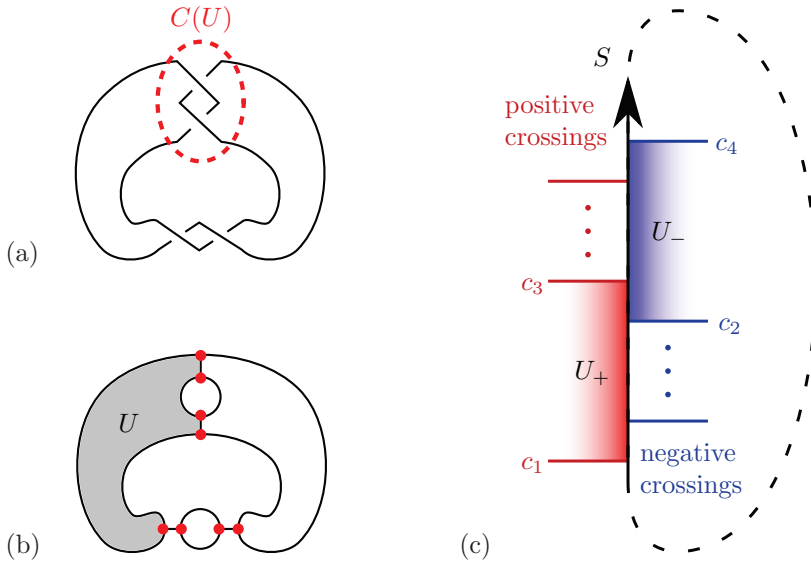 C(U)
(a)
U
(b)
S
positive
crossings
c₄
U₋
c₃
c₂
U₊
c₁
negative
crossings
(c)